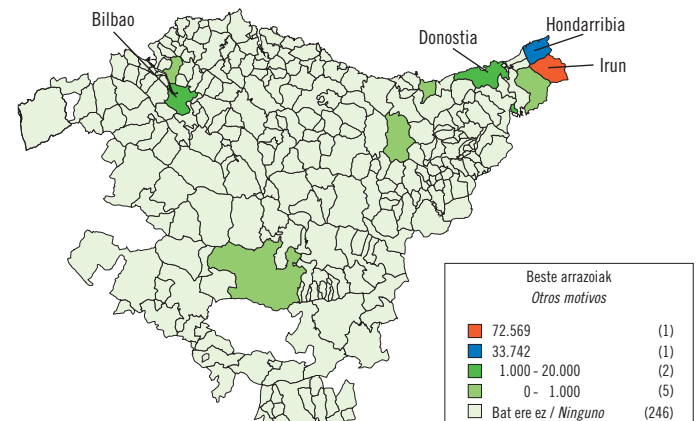 Bilbao
Hondarribia
Donostia
Irun
Beste arrazoiak
Otros motivos
72.569 (1)
33.742 (1)
1.000 - 20.000 (2)
0 - 1.000 (5)
Bat ere ez / Ninguno (246)